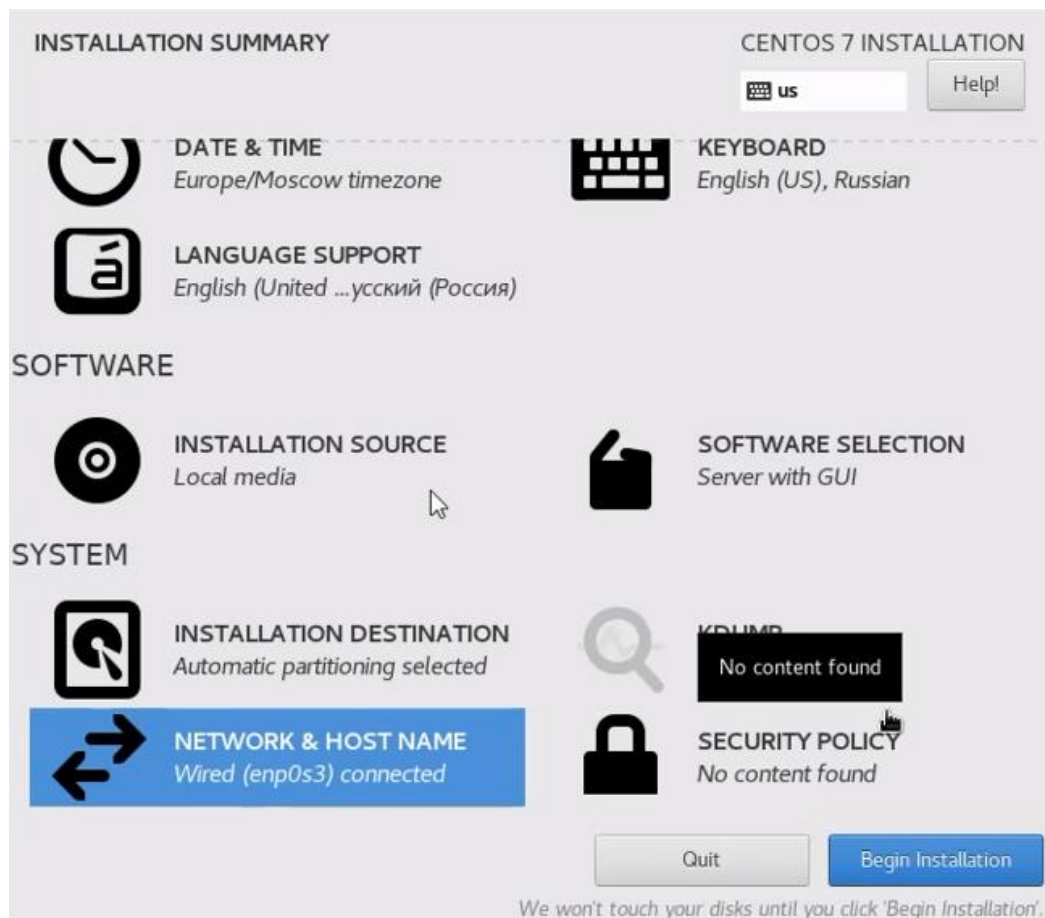 INSTALLATION SUMMARY
CENTOS 7 INSTALLATION
us
Help!
DATE & TIME
Europe/Moscow timezone
KEYBOARD
English (US), Russian
LANGUAGE SUPPORT
English (United ...усский (Россия)
SOFTWARE
INSTALLATION SOURCE
Local media
SOFTWARE SELECTION
Server with GUI
SYSTEM
INSTALLATION DESTINATION
Automatic partitioning selected
KDUMP
No content found
NETWORK & HOST NAME
Wired (enp0s3) connected
SECURITY POLICY
No content found
Quit
Begin Installation
We won't touch your disks until you click 'Begin Installation'.